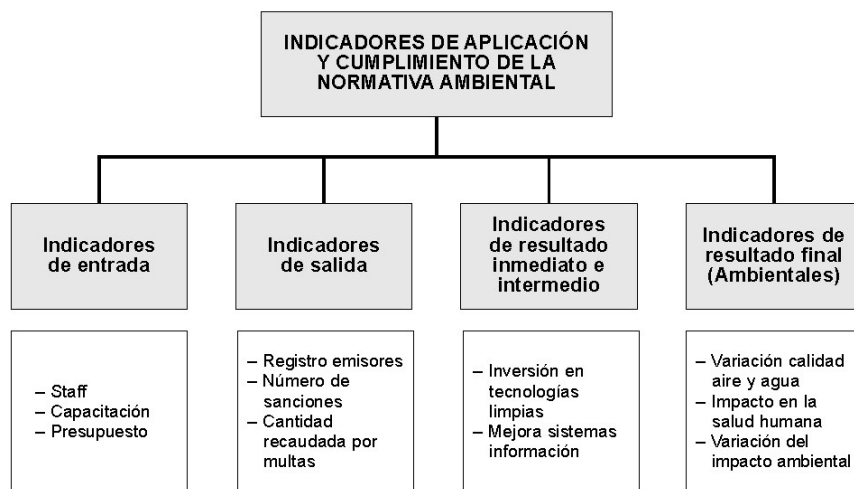 INDICADORES DE APLICACIÓN
Y CUMPLIMIENTO DE LA
NORMATIVA AMBIENTAL
Indicadores
de entrada
Indicadores
de salida
Indicadores
de resultado
inmediato e
intermedio
Indicadores de
resultado final
(Ambientales)
– Staff
– Capacitación
– Presupuesto
– Registro emisores
– Número de
sanciones
– Cantidad
recaudada por
multas
– Inversión en
tecnologías
limpias
– Mejora sistemas
información
– Variación calidad
aire y agua
– Impacto en la
salud humana
– Variación del
impacto ambiental